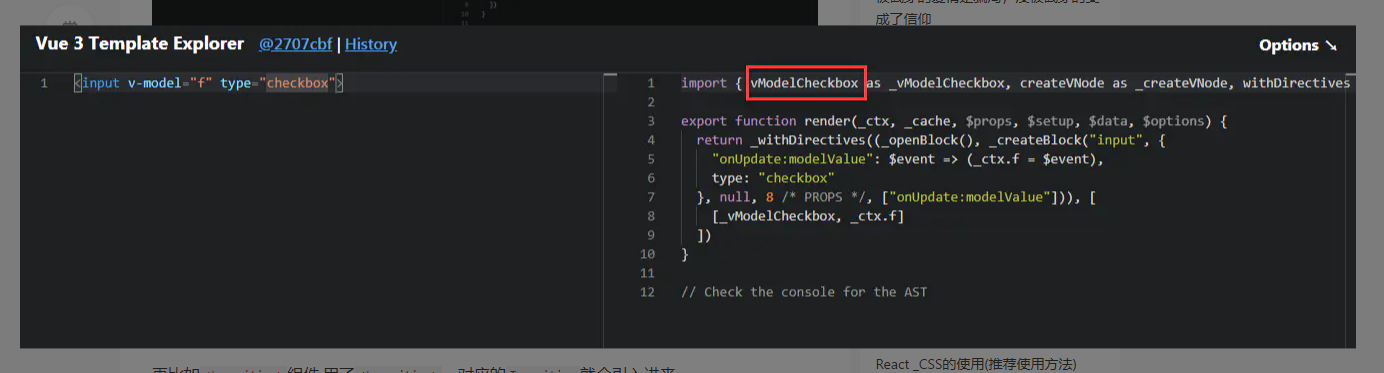 9 ])
10 }
11
成了信仰
Vue 3 Template Explorer @2707cbf | History
Options ↘
1 <input v-model="f" type="checkbox">
1 import { vModelCheckbox as _vModelCheckbox, createVNode as _createVNode, withDirectives
2
3 export function render(_ctx, _cache, $props, $setup, $data, $options) {
4 return _withDirectives((_openBlock(), _createBlock("input", {
5 "onUpdate:modelValue": $event => (_ctx.f = $event),
6 type: "checkbox"
7 }, null, 8 /* PROPS */, ["onUpdate:modelValue"])), [
8 [_vModelCheckbox, _ctx.f]
9 ])
10 }
11
12 // Check the console for the AST
React _CSS的使用(推荐使用方法)